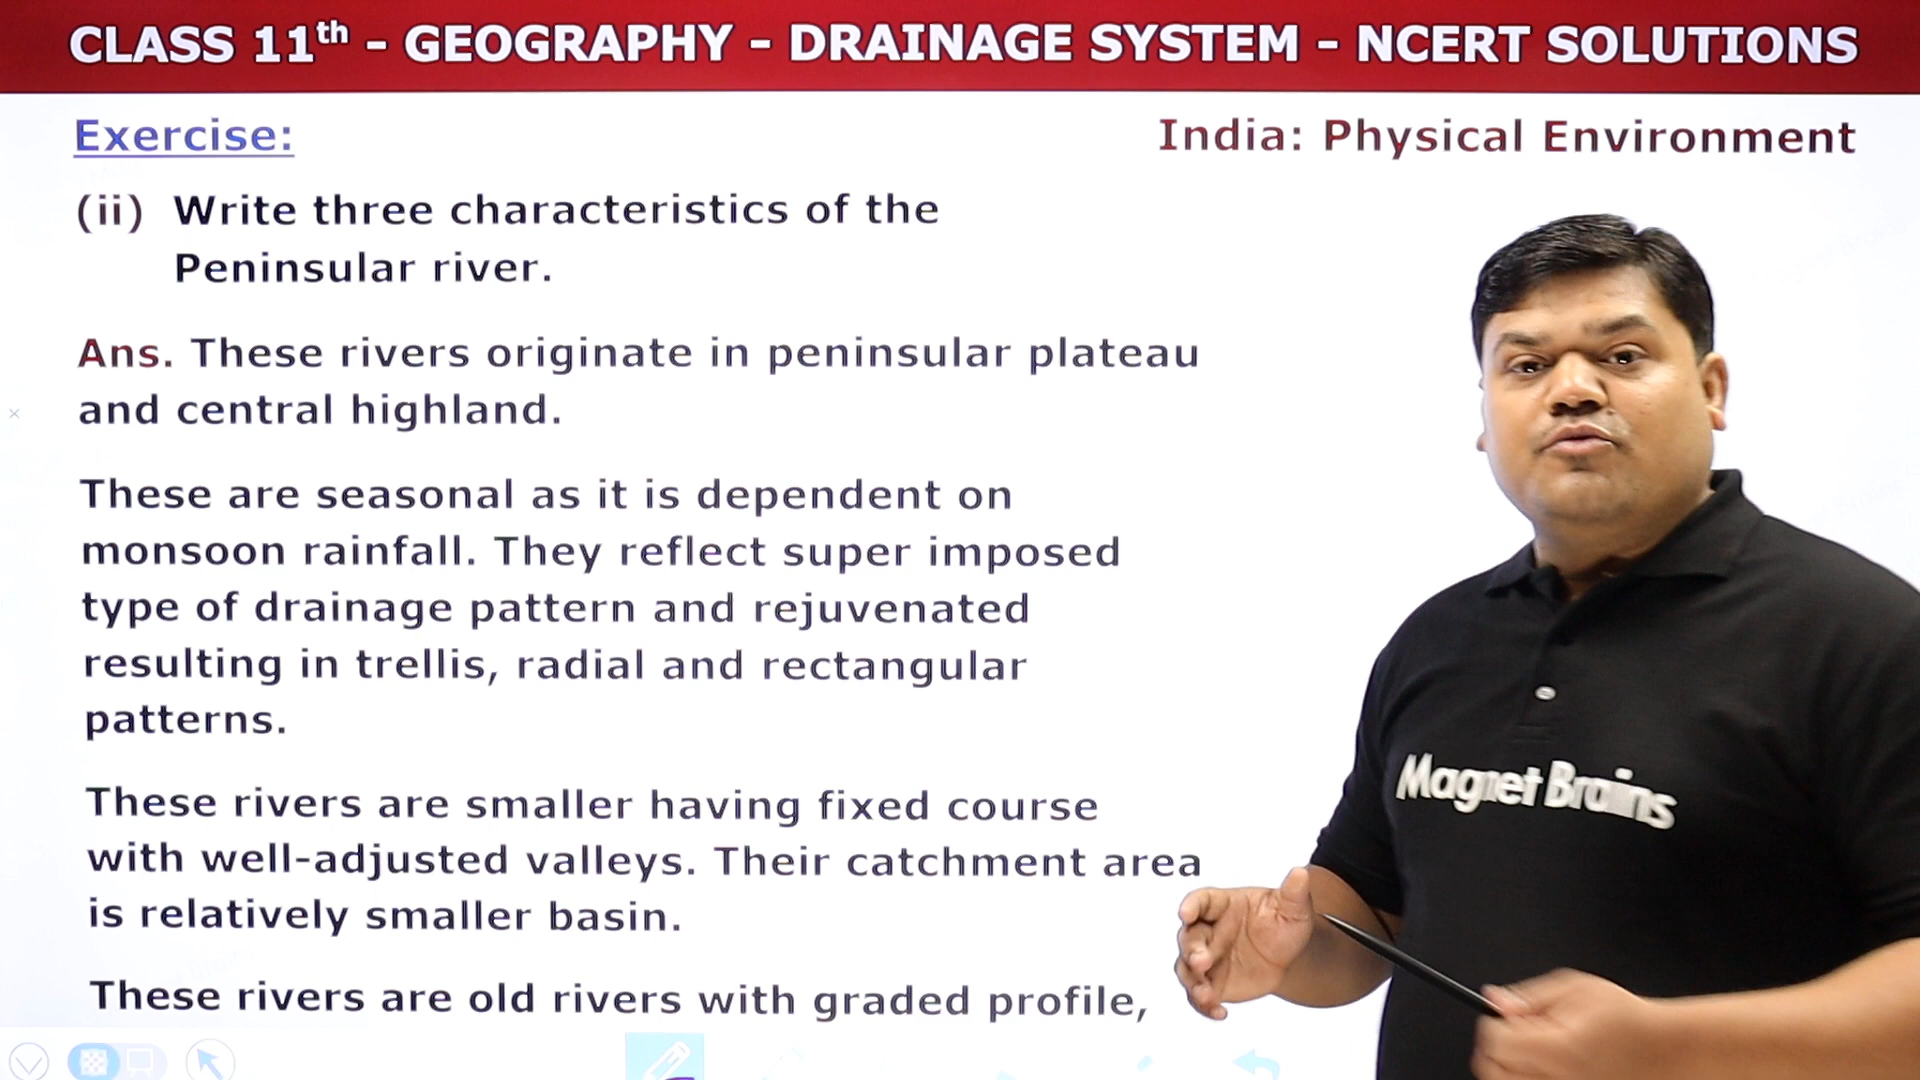 CLASS 11th - GEOGRAPHY - DRAINAGE SYSTEM - NCERT SOLUTIONS
Exercise:
India: Physical Environment
(ii) Write three characteristics of the
Peninsular river.
Ans. These rivers originate in peninsular plateau
and central highland.
These are seasonal as it is dependent on
monsoon rainfall. They reflect super imposed
type of drainage pattern and rejuvenated
resulting in trellis, radial and rectangular
patterns.
These rivers are smaller having fixed course
with well-adjusted valleys. Their catchment area
is relatively smaller basin.
These rivers are old rivers with graded profile,
Magnet Brains